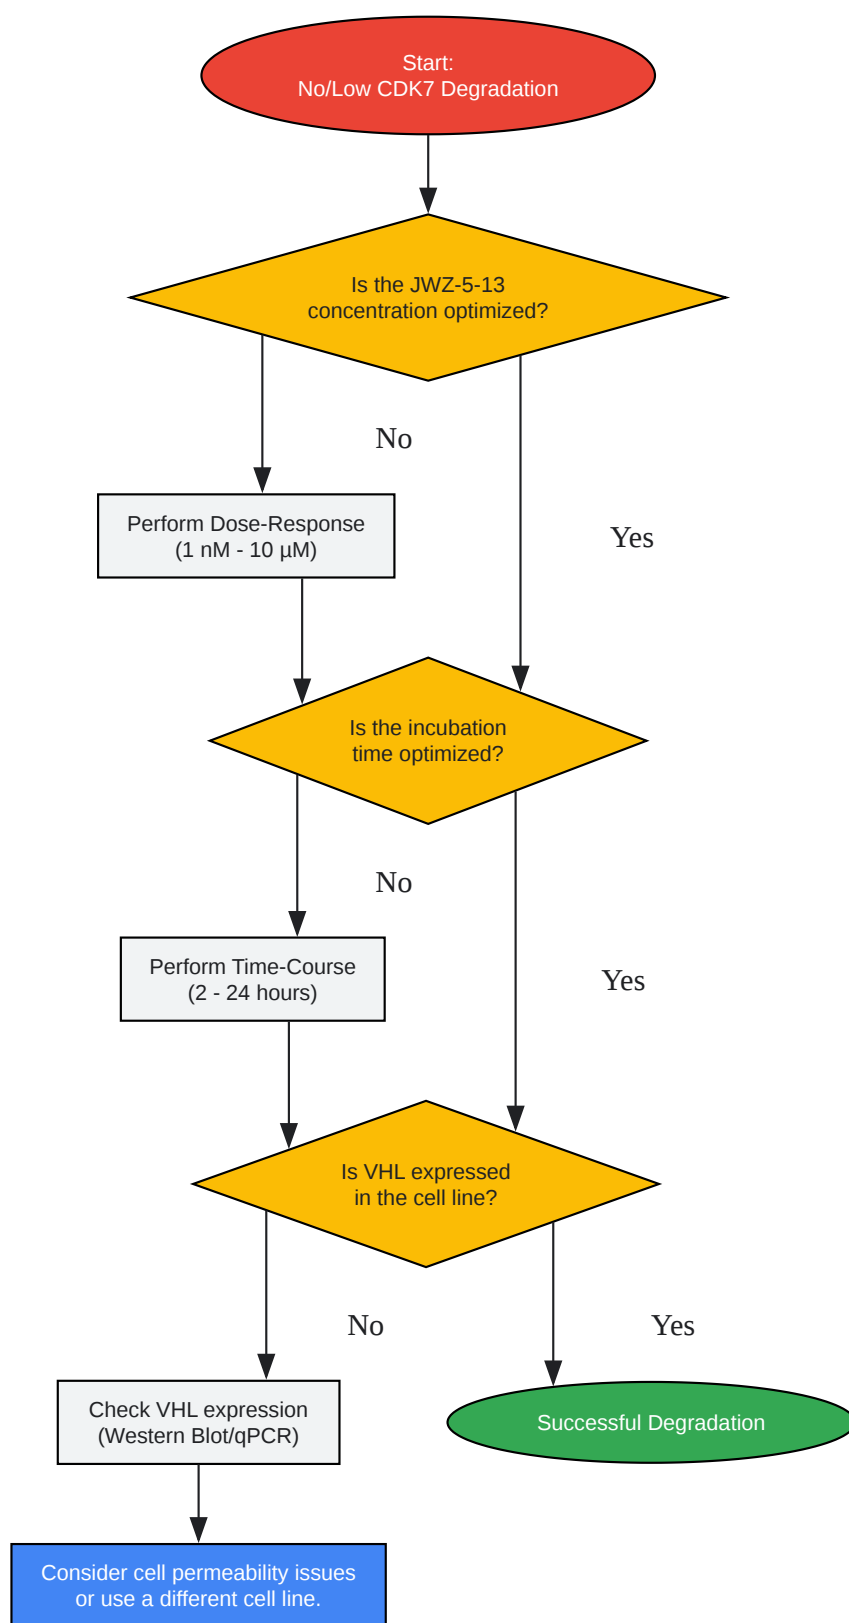 Start:
No/Low CDK7 Degradation
Is the JWZ-5-13
concentration optimized?
No
Perform Dose-Response
(1 nM - 10 µM)
Yes
Is the incubation
time optimized?
No
Perform Time-Course
(2 - 24 hours)
Yes
Is VHL expressed
in the cell line?
No
Yes
Check VHL expression
(Western Blot/qPCR)
Successful Degradation
Consider cell permeability issues
or use a different cell line.